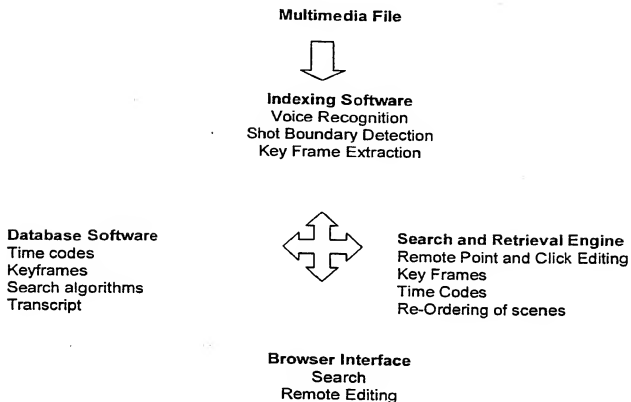 Multimedia File
Indexing Software
Voice Recognition
Shot Boundary Detection
Key Frame Extraction
Database Software
Time codes
Keyframes
Search algorithms
Transcript
Search and Retrieval Engine
Remote Point and Click Editing
Key Frames
Time Codes
Re-Ordering of scenes
Browser Interface
Search
Remote Editing